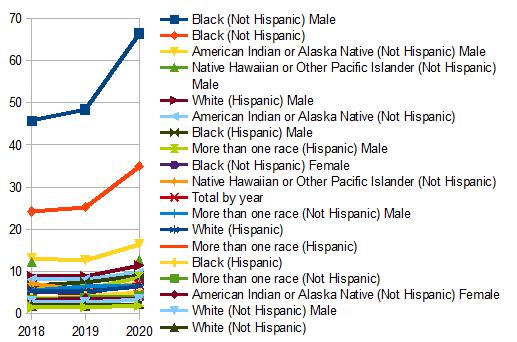 70
60
50
40
30
20
10
0
2018 2019 2020
Black (Not Hispanic) Male
Black (Not Hispanic)
American Indian or Alaska Native (Not Hispanic) Male
Native Hawaiian or Other Pacific Islander (Not Hispanic)
Male
White (Hispanic) Male
American Indian or Alaska Native (Not Hispanic)
Black (Hispanic) Male
More than one race (Hispanic) Male
Black (Not Hispanic) Female
Native Hawaiian or Other Pacific Islander (Not Hispanic)
Total by year
More than one race (Not Hispanic) Male
White (Hispanic)
More than one race (Hispanic)
Black (Hispanic)
More than one race (Not Hispanic)
American Indian or Alaska Native (Not Hispanic) Female
White (Not Hispanic) Male
White (Not Hispanic)